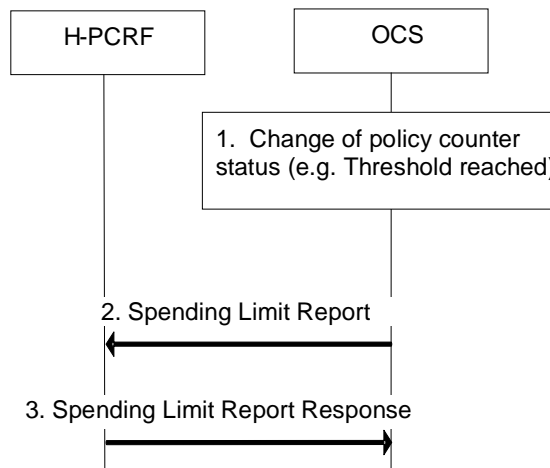 H-PCRF
OCS
1. Change of policy counter
status (e.g. Threshold reached)
2. Spending Limit Report
3. Spending Limit Report Response